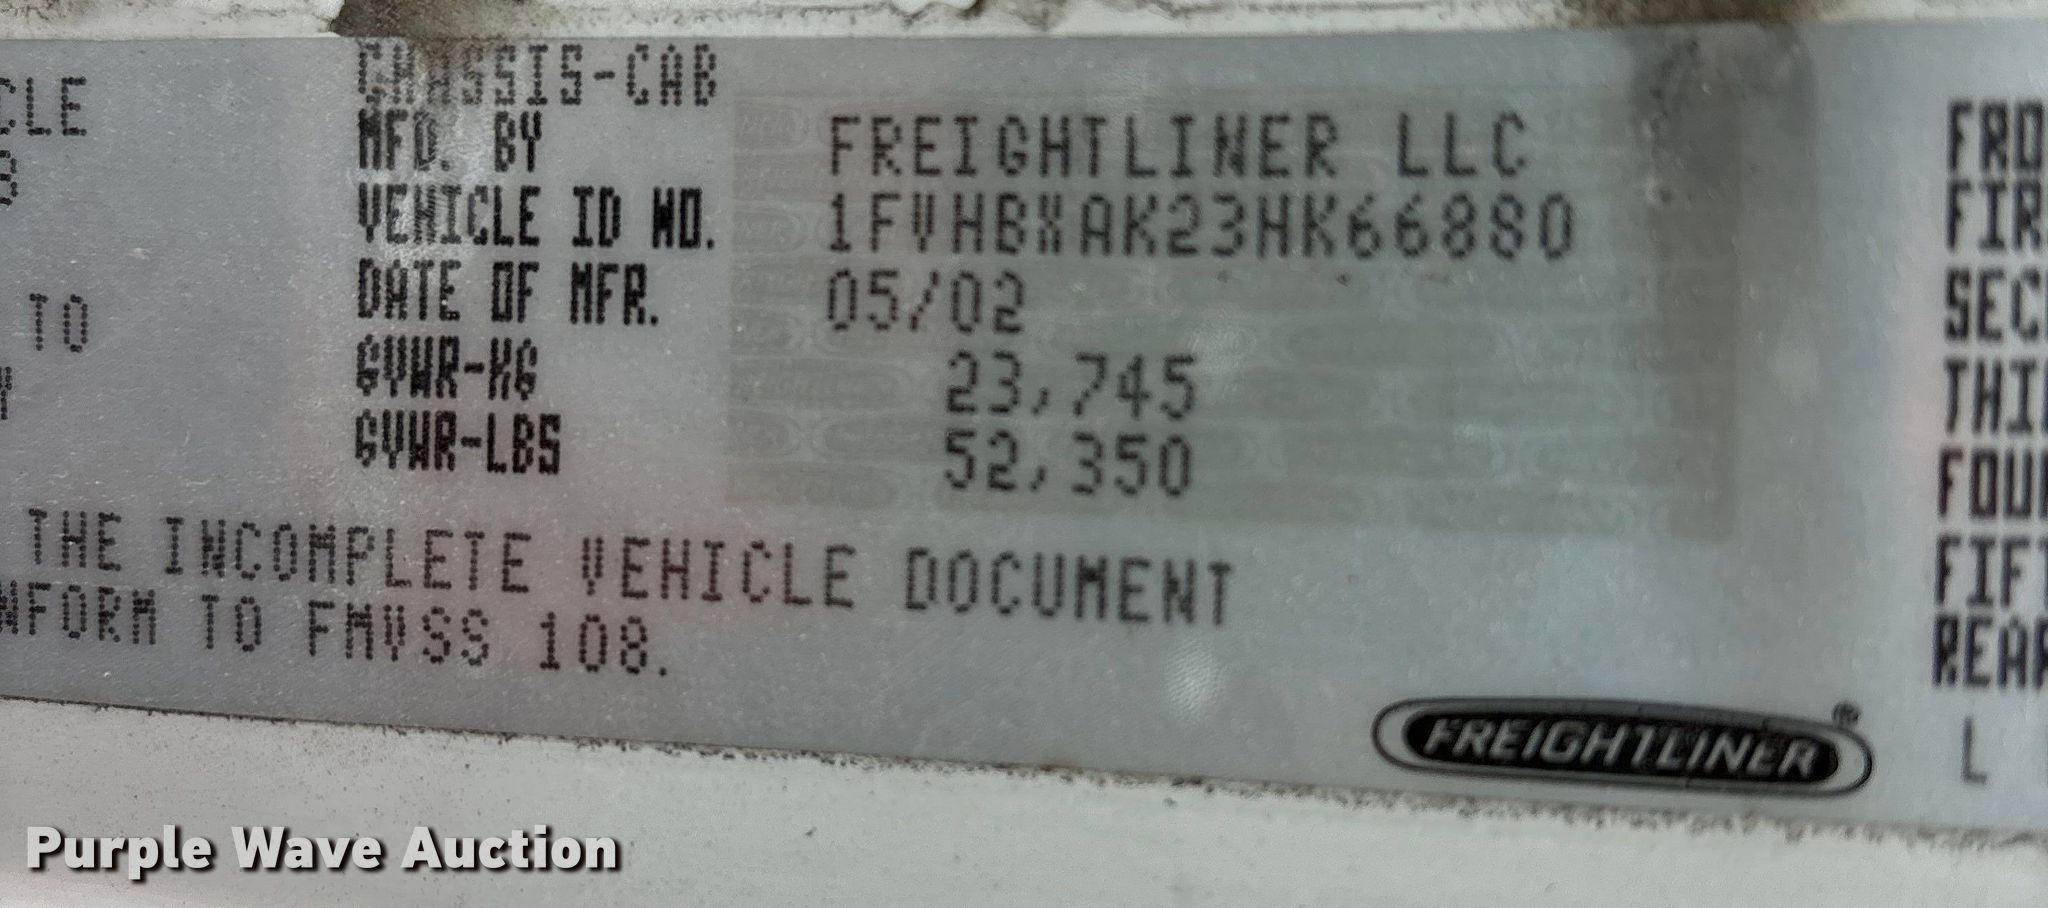 CLE
CHASSIS-CAB
MFD. BY FREIGHTLINER LLC
VEHICLE ID NO. 1FVHBXAK23HK66880
DATE OF MFR. 05/02
TO
GVWR-KG 23,745
GVWR-LBS 52,350
THE INCOMPLETE VEHICLE DOCUMENT
NFORM TO FMVSS 108.
FRO
FIR
SEC
THI
FOU
FIFT
REAR
L
FREIGHTLINER®
Purple Wave Auction